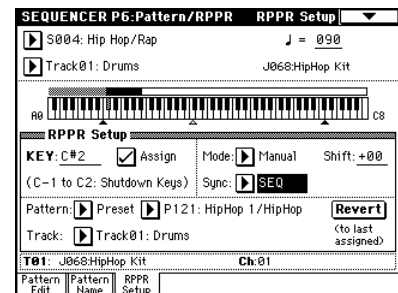 SEQUENCER P6:Pattern/RPPR RPPR Setup
S004: Hip Hop/Rap ♩ = 090
Track01: Drums J068:HipHop Kit
A0 C8
RPPR Setup
KEY: C#2 Assign Mode: Manual Shift: +00
(C-1 to C2: Shutdown Keys) Sync: SEQ
Pattern: Preset P121: HipHop 1/HipHop Revert
Track: Track01: Drums (to last assigned)
T01: J068:HipHop Kit Ch:01
Pattern Edit Pattern Name RPPR Setup